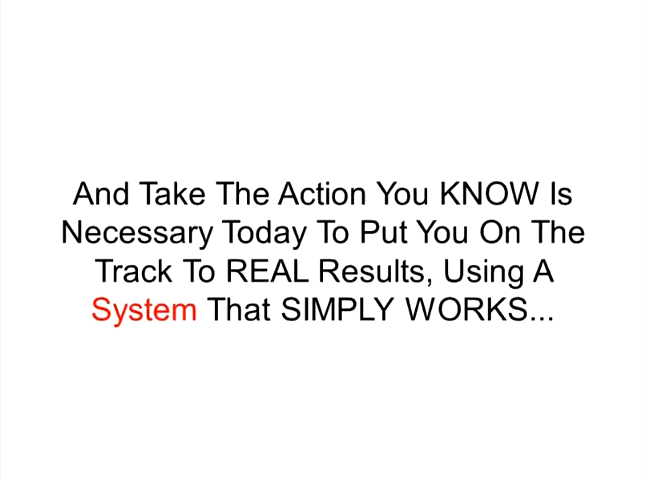 And Take The Action You KNOW Is
Necessary Today To Put You On The
Track To REAL Results, Using A
System That SIMPLY WORKS...